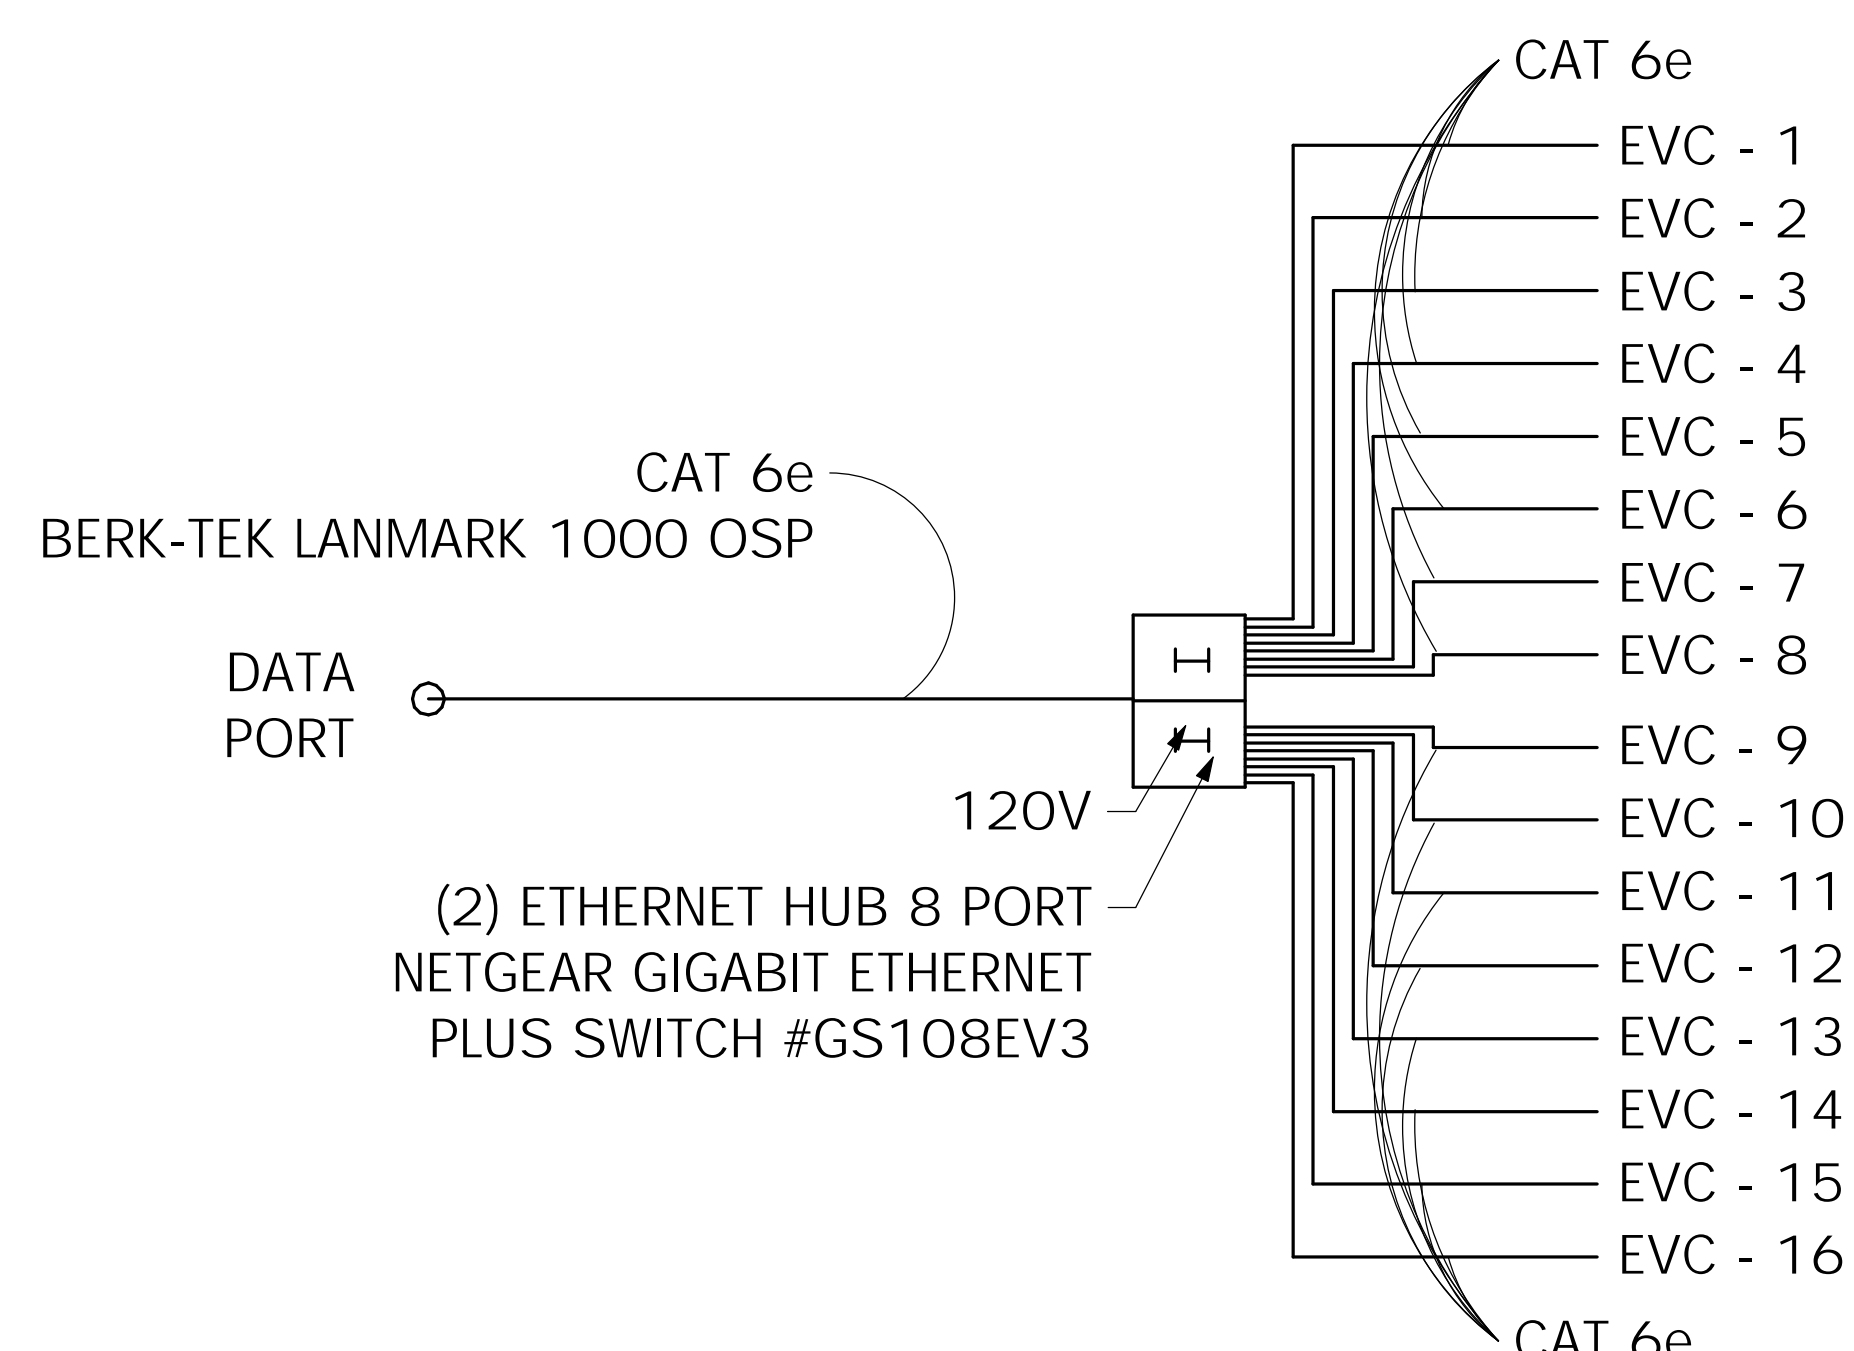 CAT 6e
EVC - 1
EVC - 2
EVC - 3
EVC - 4
EVC - 5
EVC - 6
EVC - 7
EVC - 8
CAT 6e
BERK-TEK LANMARK 1000 OSP
DATA
PORT
120V
(2) ETHERNET HUB 8 PORT
NETGEAR GIGABIT ETHERNET
PLUS SWITCH #GS108EV3
EVC - 9
EVC - 10
EVC - 11
EVC - 12
EVC - 13
EVC - 14
EVC - 15
EVC - 16
CAT 6e